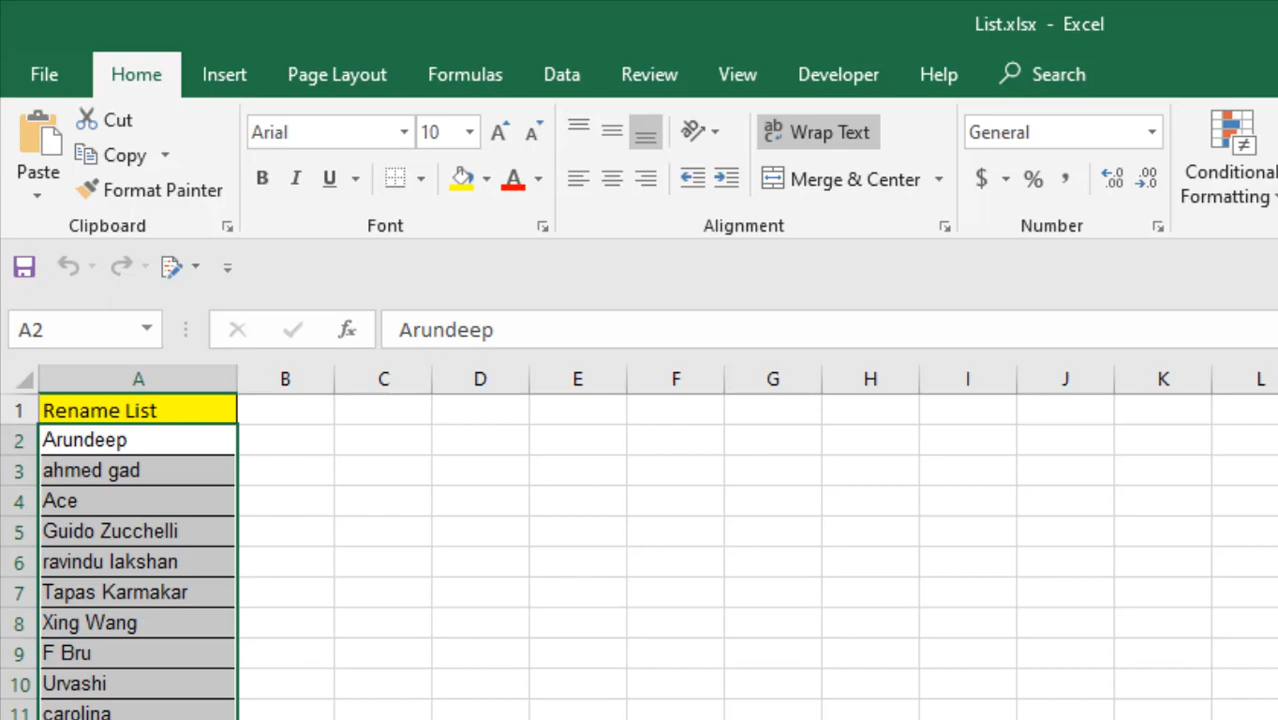 List.xlsx - Excel
File Home Insert Page Layout Formulas Data Review View Developer Help Search
Paste
Cut
Copy
Format Painter
Clipboard
Arial 10
B I U
Font
Wrap Text
Merge & Center
Alignment
General
$ % ,
Number
Conditional
Formatting
A2 fx Arundeep
A B C D E F G H I J K L
1 Rename List
2 Arundeep
3 ahmed gad
4 Ace
5 Guido Zucchelli
6 ravindu lakshan
7 Tapas Karmakar
8 Xing Wang
9 F Bru
10 Urvashi
11 carolina